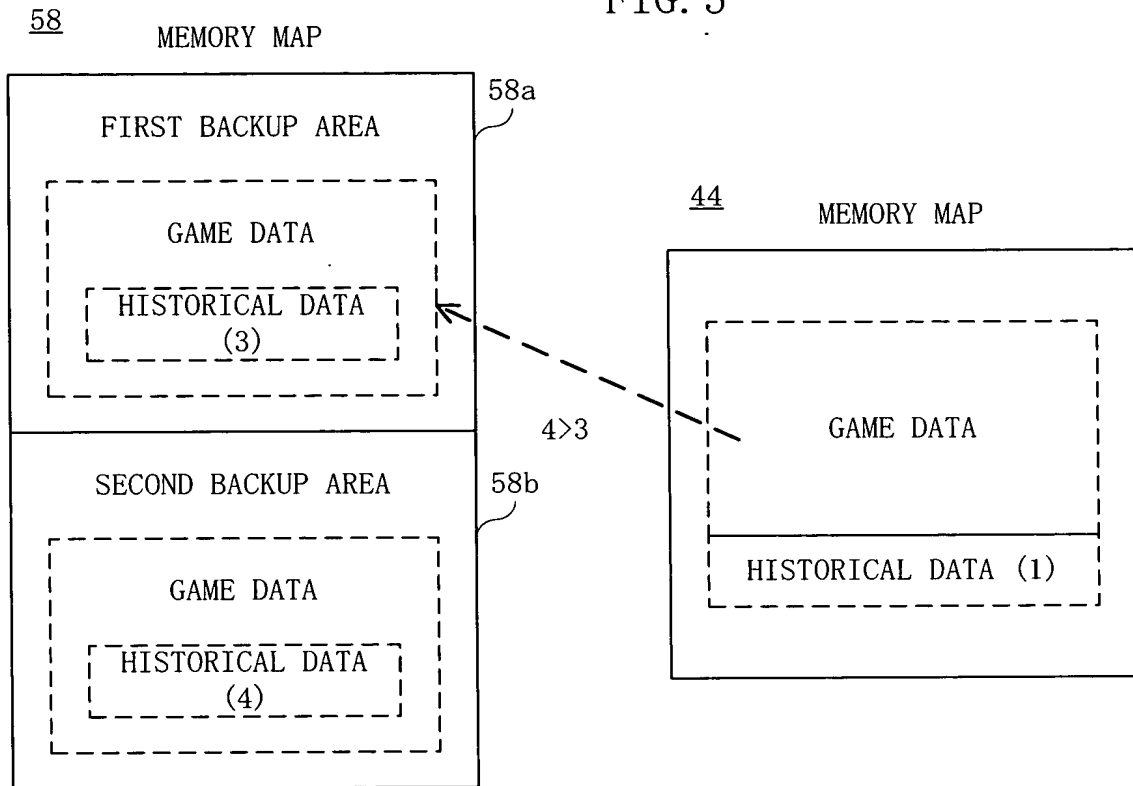 FIG.
58
MEMORY MAP
58a
FIRST BACKUP AREA
GAME DATA
HISTORICAL DATA
(3)
44
MEMORY MAP
4>3
GAME DATA
HISTORICAL DATA (1)
SECOND BACKUP AREA
58b
GAME DATA
HISTORICAL DATA
(4)